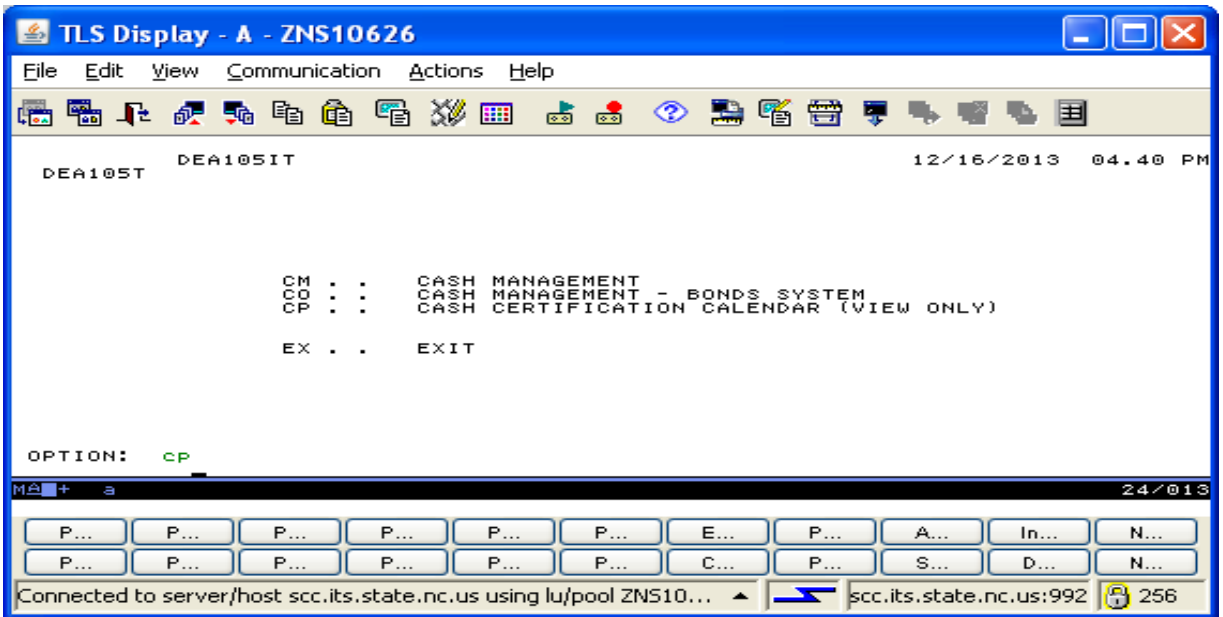 TLS Display - A - ZNS10626
File Edit View Communication Actions Help
DEA105T DEA105IT 12/16/2013 04.40 PM
CM . . CASH MANAGEMENT
CO . . CASH MANAGEMENT - BONDS SYSTEM
CP . . CASH CERTIFICATION CALENDAR (VIEW ONLY)
EX . . EXIT
OPTION: cp
MA + a 24/013
P... P... P... P... P... P... E... P... A... In... N...
P... P... P... P... P... P... C... P... S... D... N...
Connected to server/host scc.its.state.nc.us using lu/pool ZNS10... scc.its.state.nc.us:992 256